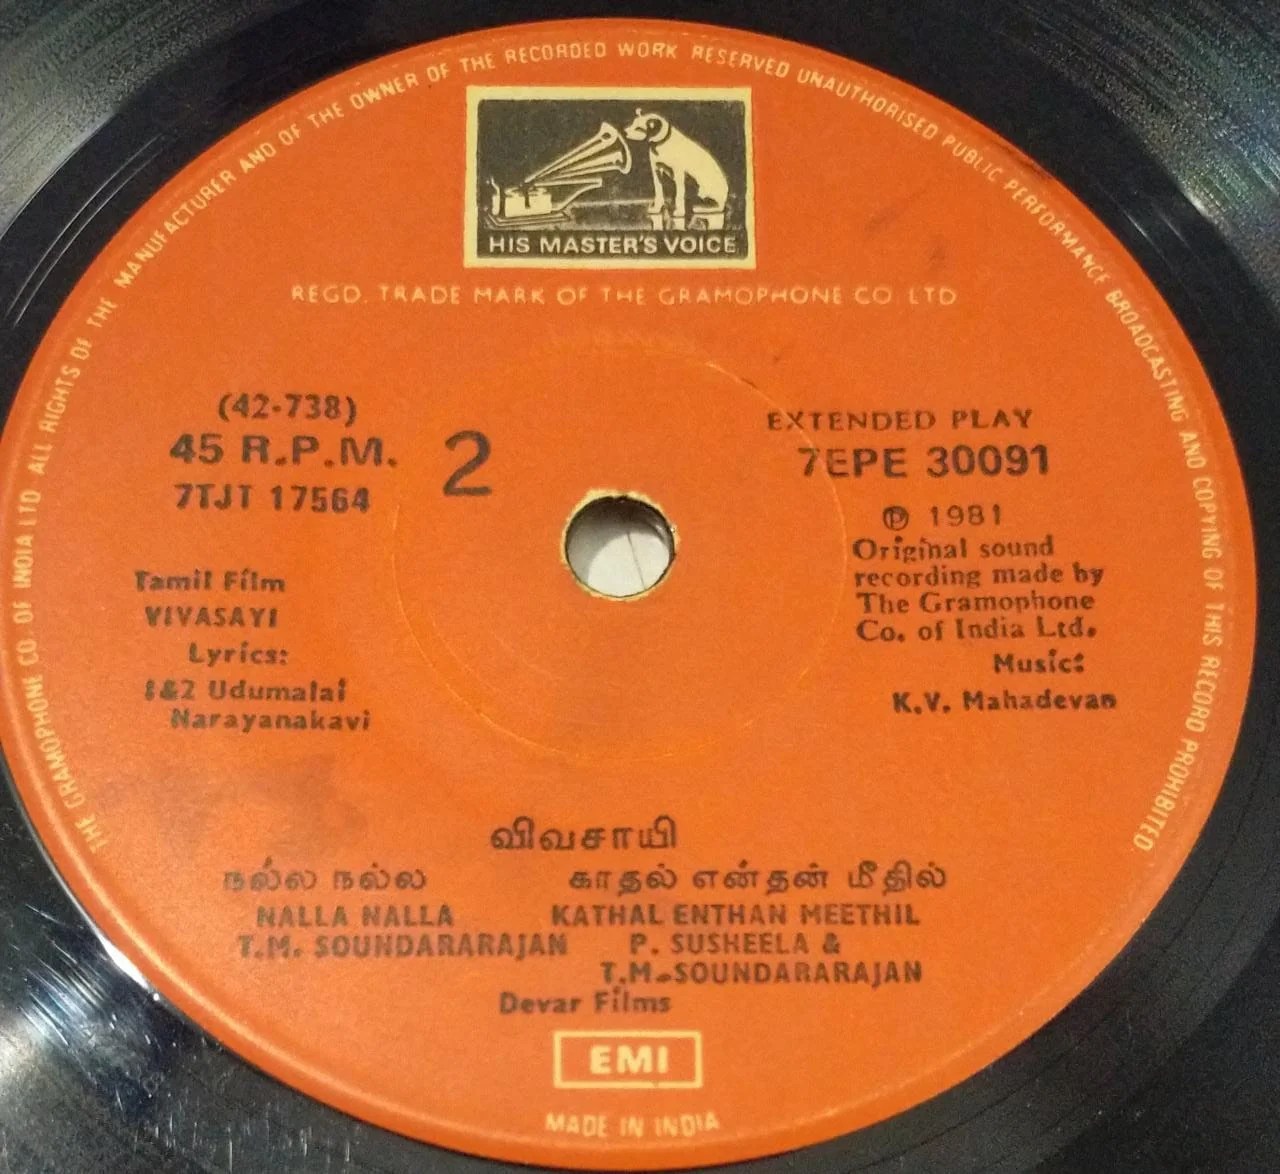 THE GRAMOPHONE CO. OF INDIA LTD. ALL RIGHTS OF THE MANUFACTURER AND OF THE OWNER OF THE RECORDED WORK RESERVED UNAUTHORISED PUBLIC PERFORMANCE BROADCASTING AND COPYING OF THIS RECORD PROHIBITED.
HIS MASTER'S VOICE
REGD. TRADE MARK OF THE GRAMOPHONE CO. LTD
(42-738)
45 R.P.M.
7TJT 17564
2
EXTENDED PLAY
7EPE 30091
℗ 1981
Original sound
recording made by
The Gramophone
Co. of India Ltd.
Music:
K.V. Mahadevan
Tamil Film
VIVASAYI
Lyrics:
1&2 Udumalai
Narayanakavi
விவசாயி
நல்ல நல்ல காதல் என்தன் மீதில்
NALLA NALLA KATHAL ENTHAN MEETHIL
T.M. SOUNDARARAJAN P. SUSHEELA &
T.M. SOUNDARARAJAN
Devar Films
EMI
MADE IN INDIA